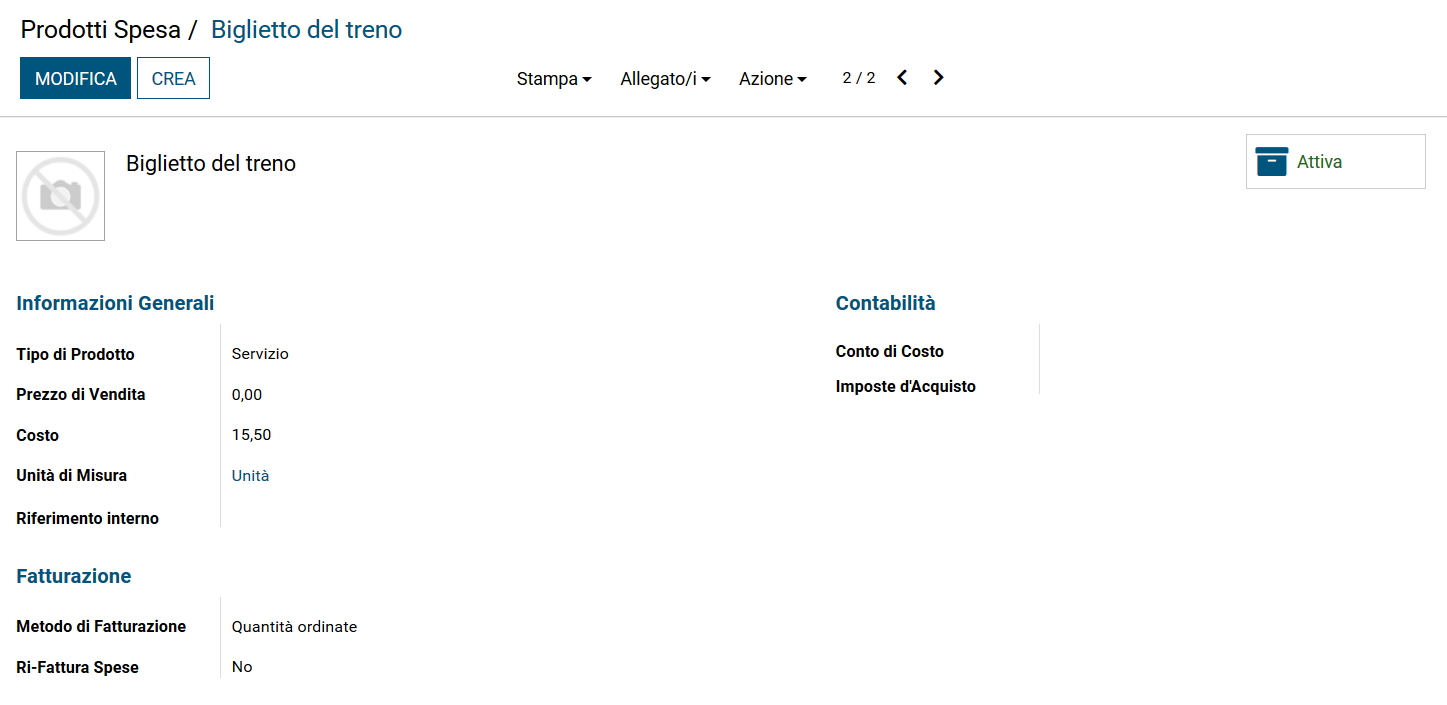 Prodotti Spesa / Biglietto del treno
MODIFICA CREA Stampa Allegato/i Azione 2 / 2
Biglietto del treno
Attiva
Informazioni Generali
Tipo di Prodotto Servizio
Prezzo di Vendita 0,00
Costo 15,50
Unità di Misura Unità
Riferimento interno
Contabilità
Conto di Costo
Imposte d'Acquisto
Fatturazione
Metodo di Fatturazione Quantità ordinate
Ri-Fattura Spese No